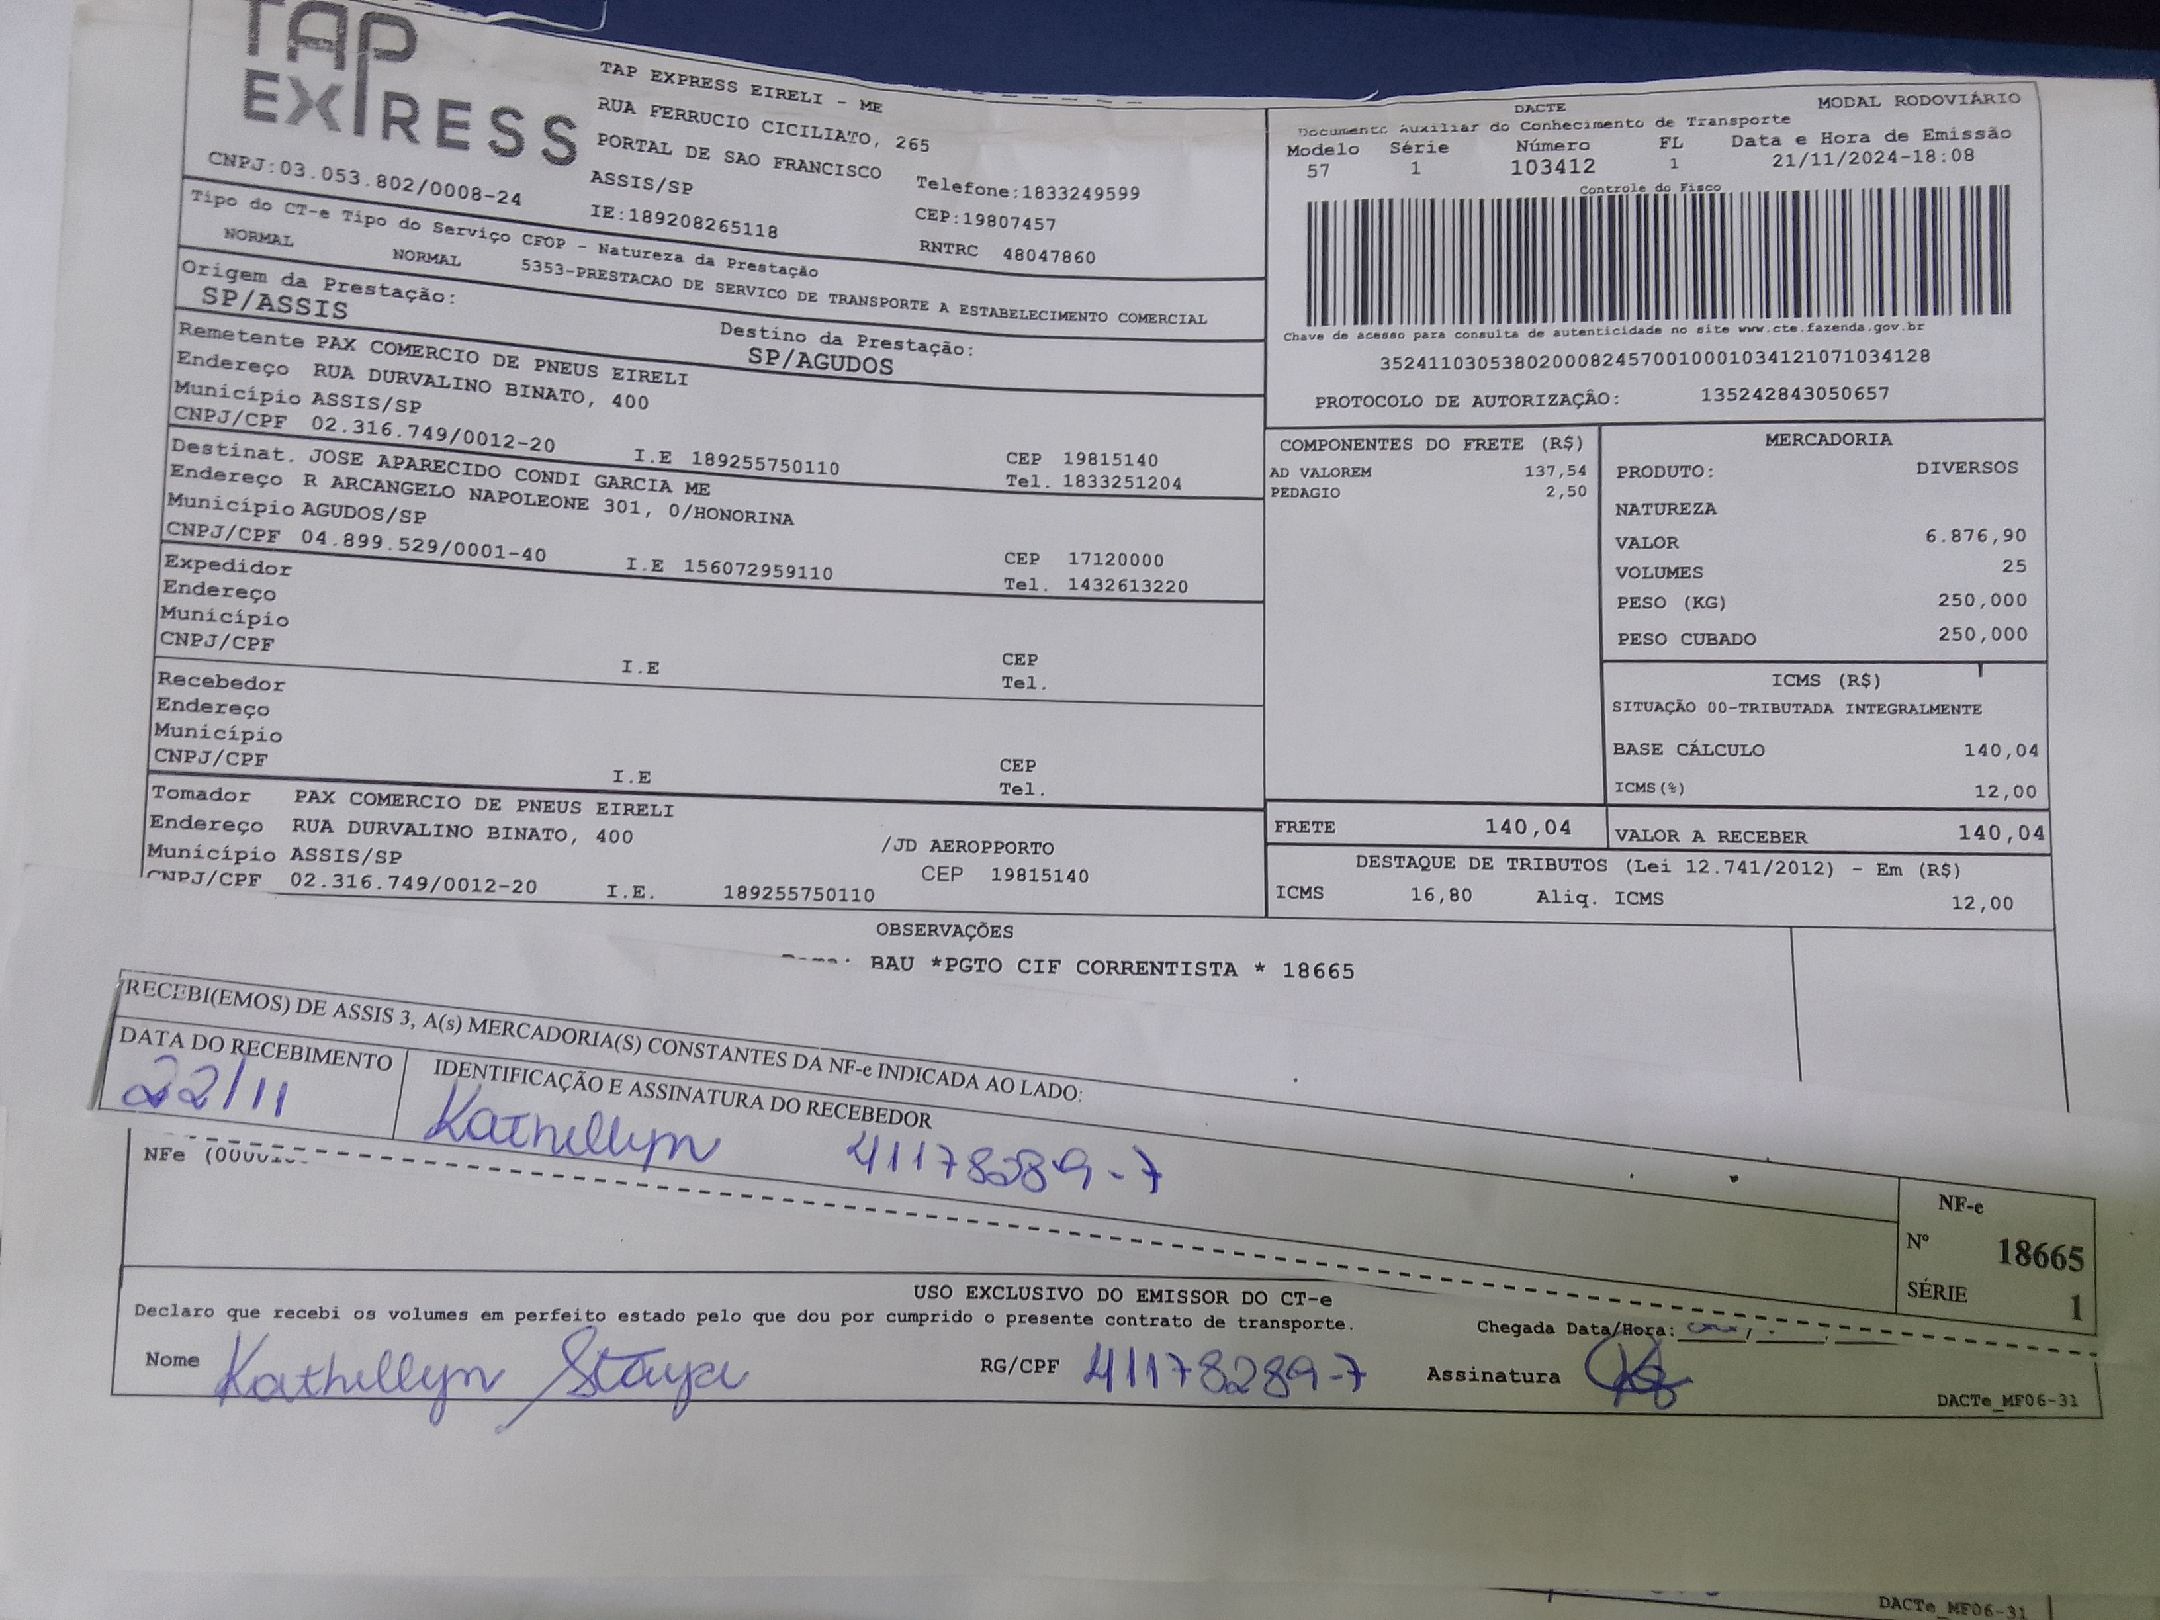 TAP
EXPRESS
CNPJ:03.053.802/0008-24
TAP EXPRESS EIRELI - ME
RUA FERRUCIO CICILIATO, 265
PORTAL DE SAO FRANCISCO
ASSIS/SP
IE:189208265118
Telefone:1833249599
CEP:19807457
RNTRC 48047860
DACTE MODAL RODOVIÁRIO
Documento Auxiliar do Conhecimento de Transporte
Modelo Série Número FL Data e Hora de Emissão
57 1 103412 1 21/11/2024-18:08
Controle do Fisco
Chave de acesso para consulta de autenticidade no site www.cte.fazenda.gov.br
35241103053802000824570010001034121071034128
PROTOCOLO DE AUTORIZAÇÂO: 135242843050657
Tipo do CT-e Tipo do Serviço CFOP - Natureza da Prestação
NORMAL NORMAL 5353-PRESTACAO DE SERVICO DE TRANSPORTE A ESTABELECIMENTO COMERCIAL
Origem da Prestação: Destino da Prestação:
SP/ASSIS SP/AGUDOS
Remetente PAX COMERCIO DE PNEUS EIRELI
Endereço RUA DURVALINO BINATO, 400
Município ASSIS/SP CEP 19815140
CNPJ/CPF 02.316.749/0012-20 I.E 189255750110 Tel. 1833251204
Destinat. JOSE APARECIDO CONDI GARCIA ME
Endereço R ARCANGELO NAPOLEONE 301, 0/HONORINA
Município AGUDOS/SP CEP 17120000
CNPJ/CPF 04.899.529/0001-40 I.E 156072959110 Tel. 1432613220
Expedidor
Endereço
Município CEP
CNPJ/CPF I.E Tel.
Recebedor
Endereço
Município CEP
CNPJ/CPF I.E Tel.
Tomador PAX COMERCIO DE PNEUS EIRELI
Endereço RUA DURVALINO BINATO, 400 /JD AEROPPORTO
Município ASSIS/SP CEP 19815140
CNPJ/CPF 02.316.749/0012-20 I.E. 189255750110
COMPONENTES DO FRETE (R$)
AD VALOREM 137,54
PEDAGIO 2,50
MERCADORIA
PRODUTO: DIVERSOS
NATUREZA
VALOR 6.876,90
VOLUMES 25
PESO (KG) 250,000
PESO CUBADO 250,000
ICMS (R$)
SITUAÇÃO 00-TRIBUTADA INTEGRALMENTE
BASE CÁLCULO 140,04
ICMS(%) 12,00
FRETE 140,04 VALOR A RECEBER 140,04
DESTAQUE DE TRIBUTOS (Lei 12.741/2012) - Em (R$)
ICMS 16,80 Aliq. ICMS 12,00
OBSERVAÇÕES
BAU *PGTO CIF CORRENTISTA * 18665
RECEBI(EMOS) DE ASSIS 3, A(s) MERCADORIA(S) CONSTANTES DA NF-e INDICADA AO LADO:
DATA DO RECEBIMENTO IDENTIFICAÇÃO E ASSINATURA DO RECEBEDOR
22/11 Kathellyn 41178289-7
NF-e
Nº 18665
SÉRIE 1
NFe
USO EXCLUSIVO DO EMISSOR DO CT-e
Declaro que recebi os volumes em perfeito estado pelo que dou por cumprido o presente contrato de transporte.
Chegada Data/Hora:
Nome Kathellyn RG/CPF 41178289-7 Assinatura
DACTe_MF06-31
DACTe_MF06-31